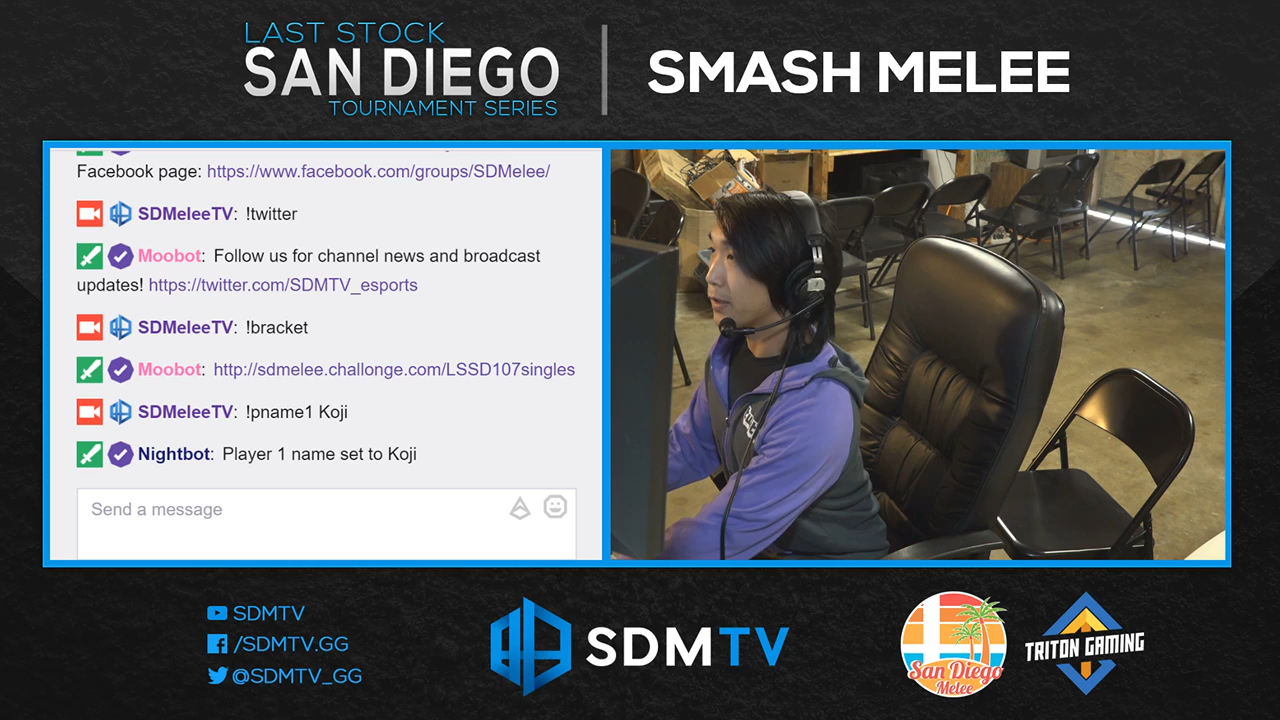 LAST STOCK
SAN DIEGO
TOURNAMENT SERIES
SMASH MELEE
Facebook page: https://www.facebook.com/groups/SDMelee/
SDMeleeTV: !twitter
Moobot: Follow us for channel news and broadcast
updates! https://twitter.com/SDMTV_esports
SDMeleeTV: !bracket
Moobot: http://sdmelee.challonge.com/LSSD107singles
SDMeleeTV: !pname1 Koji
Nightbot: Player 1 name set to Koji
Send a message
SDMTV
/SDMTV.GG
@SDMTV_GG
SDMTV
San Diego
Melee
TRITON GAMING